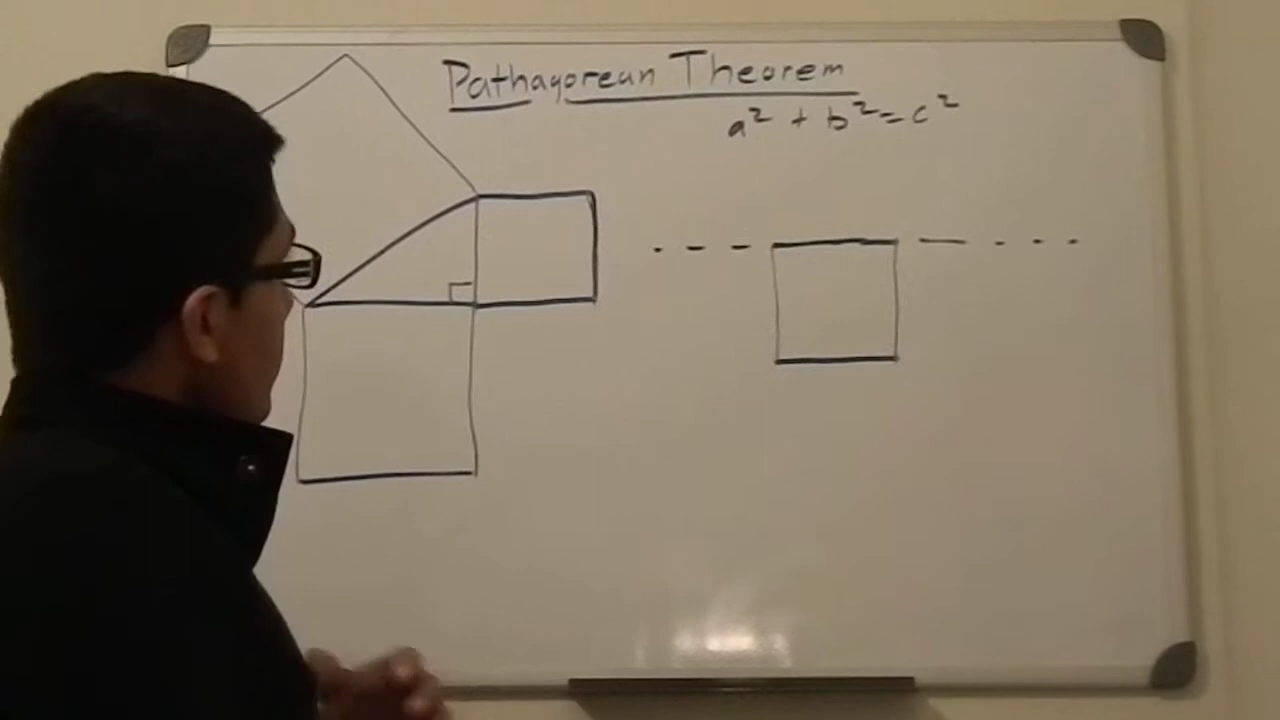 Pathagorean Theorem
a² + b² = c²